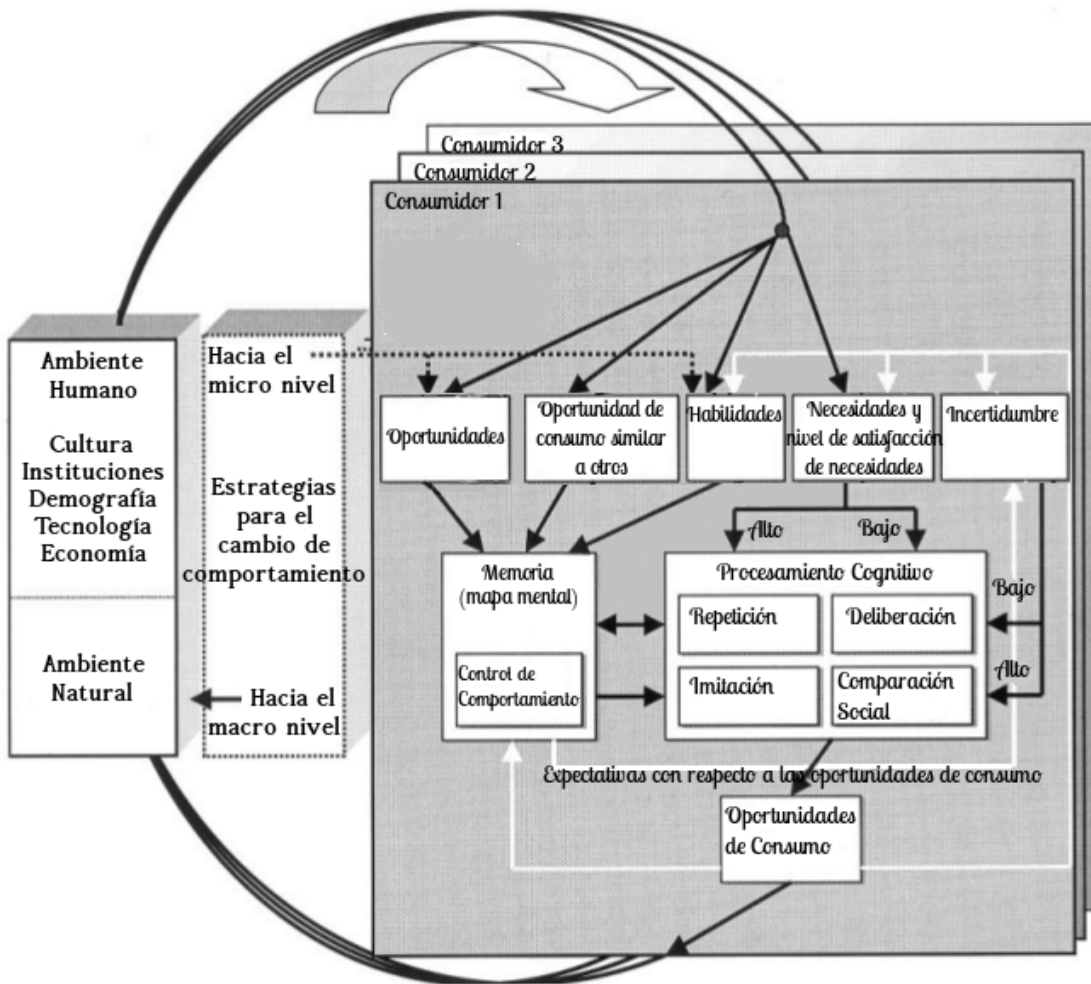 Consumidor 3
Consumidor 2
Consumidor 1
Ambiente
Humano
Cultura
Instituciones
Demografía
Tecnología
Economía
Ambiente
Natural
Hacia el
micro nivel
Estrategias
para el
cambio de
comportamiento
Hacia el
macro nivel
Oportunidades
Oportunidad de
consumo similar
a otros
Habilidades
Necesidades y
nivel de satisfacción
de necesidades
Incertidumbre
Alto
Bajo
Memoria
(mapa mental)
Control de
Comportamiento
Procesamiento Cognitivo
Repetición
Deliberación
Imitación
Comparación
Social
Bajo
Alto
Expectativas con respecto a las oportunidades de consumo
Oportunidades
de Consumo